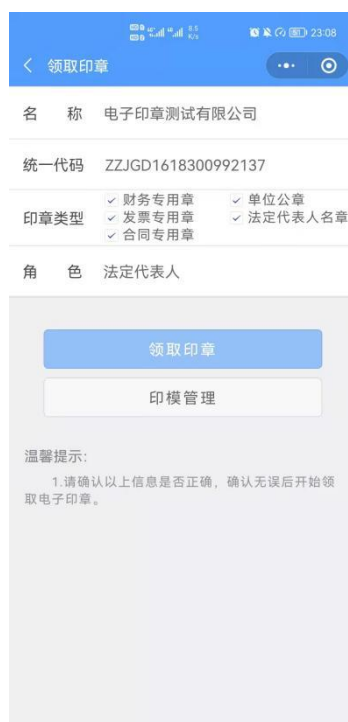 8.5 K/s 23:08
领取印章
名 称 电子印章测试有限公司
统一代码 ZZJGD1618300992137
印章类型 财务专用章 单位公章
发票专用章 法定代表人名章
合同专用章
角 色 法定代表人
领取印章
印模管理
温馨提示:
1.请确认以上信息是否正确，确认无误后开始领
取电子印章。